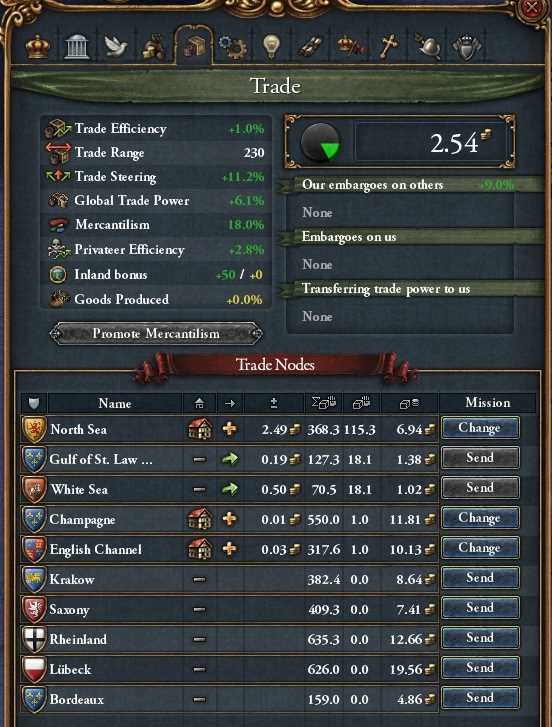 Trade
Trade Efficiency +1.0%
Trade Range 230
Trade Steering +11.2%
Global Trade Power +6.1%
Mercantilism 18.0%
Privateer Efficiency +2.8%
Inland bonus +50 / +0
Goods Produced +0.0%
Promote Mercantilism
2.54
Our embargoes on others +9.0%
None
Embargoes on us
None
Transferring trade power to us
None
Trade Nodes
Name Mission
North Sea 2.49 368.3 115.3 6.94 Change
Gulf of St. Law ... 0.19 127.3 18.1 1.38 Send
White Sea 0.50 70.5 18.1 1.02 Send
Champagne 0.01 550.0 1.0 11.81 Change
English Channel 0.03 317.6 1.0 10.13 Change
Krakow 382.4 0.0 8.64 Send
Saxony 409.3 0.0 7.41 Send
Rheinland 635.3 0.0 12.66 Send
Lübeck 626.0 0.0 19.56 Send
Bordeaux 159.0 0.0 4.86 Send